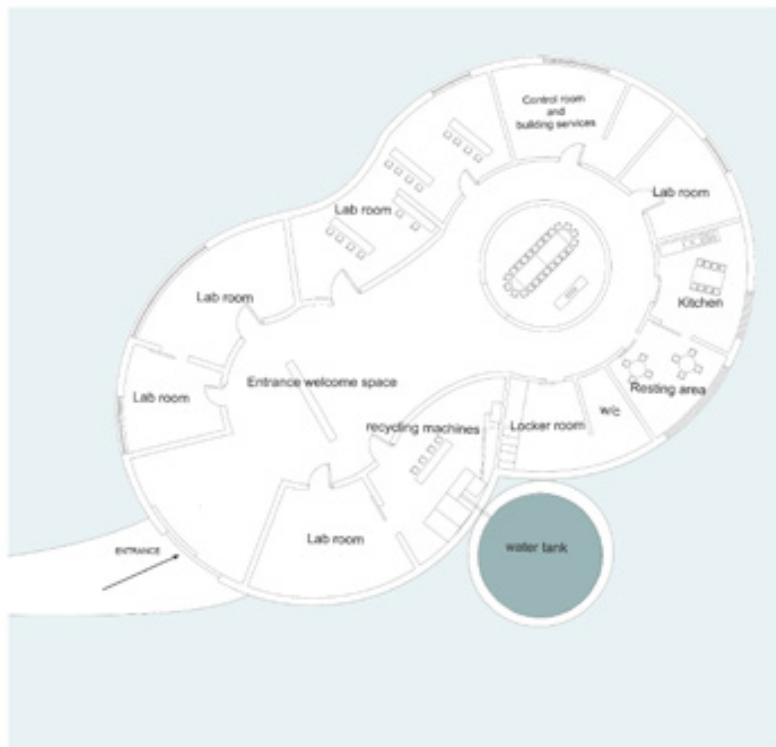 Control room
and
building services
Lab room
Lab room
Kitchen
Lab room
Resting area
Entrance welcome space
Lab room
w/c
Locker room
recycling machines
Lab room
water tank
ENTRANCE